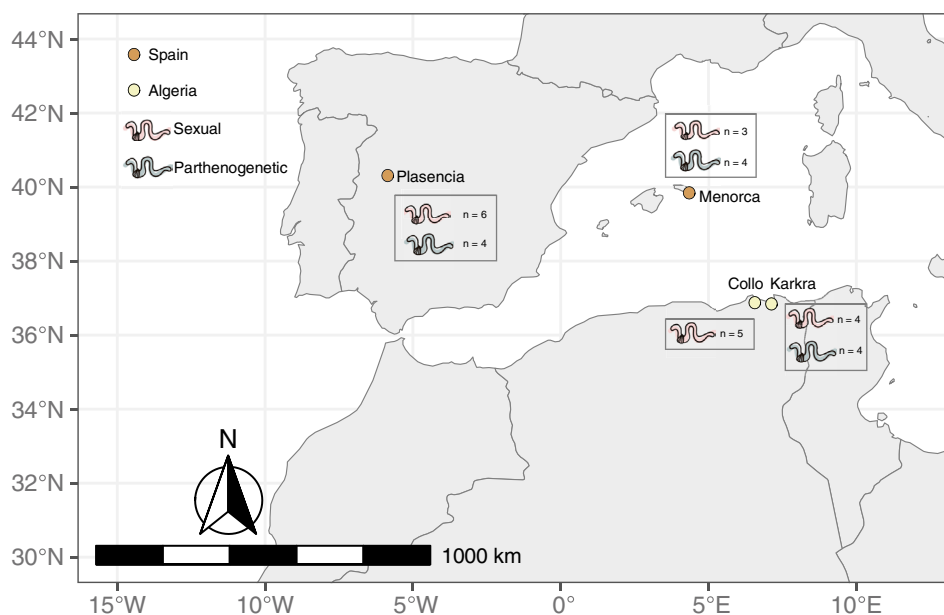 44°N
42°N
40°N
38°N
36°N
34°N
32°N
30°N
Spain
Algeria
Sexual
Parthenogenetic
n = 3
n = 4
Plasencia
Menorca
n = 6
n = 4
Collo Karkra
n = 5
n = 4
n = 4
N
1000 km
15°W 10°W 5°W 0° 5°E 10°E